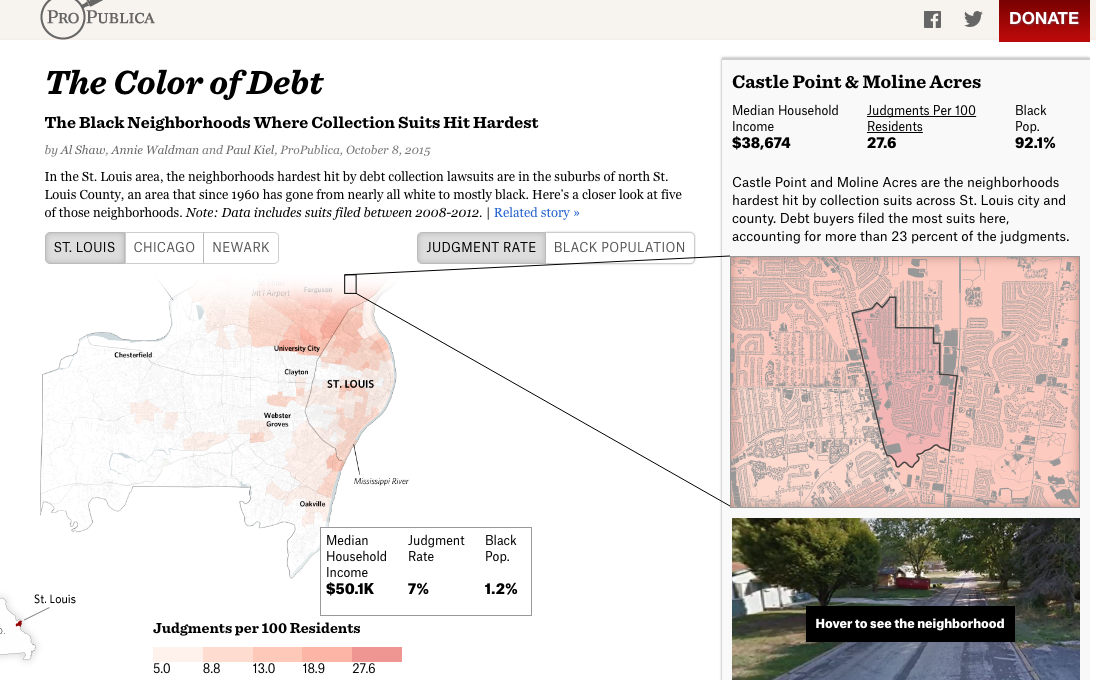 PROPUBLICA
DONATE
The Color of Debt
The Black Neighborhoods Where Collection Suits Hit Hardest
by Al Shaw, Annie Waldman and Paul Kiel, ProPublica, October 8, 2015
In the St. Louis area, the neighborhoods hardest hit by debt collection lawsuits are in the suburbs of north St.
Louis County, an area that since 1960 has gone from nearly all white to mostly black. Here's a closer look at five
of those neighborhoods. Note: Data includes suits filed between 2008-2012. | Related story »
ST. LOUIS
CHICAGO
NEWARK
JUDGMENT RATE
BLACK POPULATION
Int'l Airport
Ferguson
Chesterfield
University City
Clayton
ST. LOUIS
Webster
Groves
Mississippi River
Oakville
Median
Household
Income
$50.1K
Judgment
Rate
7%
Black
Pop.
1.2%
St. Louis
Judgments per 100 Residents
5.0 8.8 13.0 18.9 27.6
Castle Point & Moline Acres
Median Household
Income
$38,674
Judgments Per 100
Residents
27.6
Black
Pop.
92.1%
Castle Point and Moline Acres are the neighborhoods
hardest hit by collection suits across St. Louis city and
county. Debt buyers filed the most suits here,
accounting for more than 23 percent of the judgments.
Hover to see the neighborhood